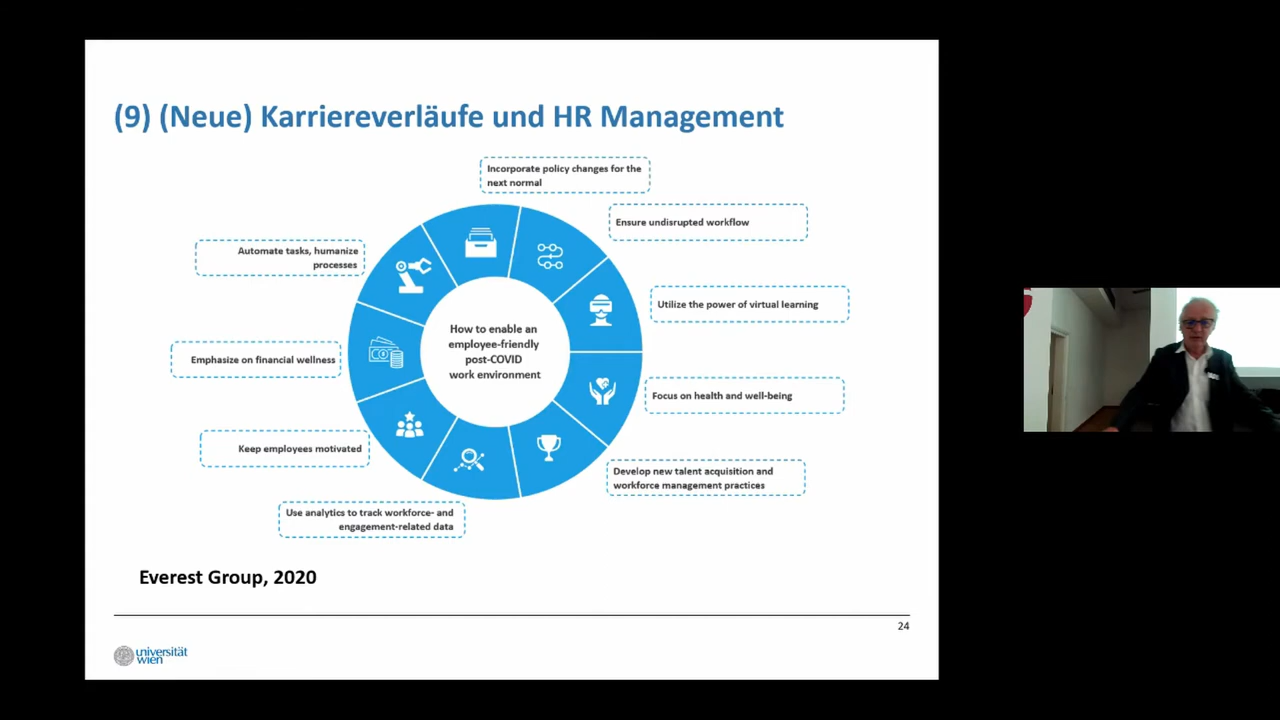 (9) (Neue) Karriereverläufe und HR Management
Incorporate policy changes for the
next normal
Ensure undisrupted workflow
Utilize the power of virtual learning
Focus on health and well-being
Develop new talent acquisition and
workforce management practices
Use analytics to track workforce- and
engagement-related data
Keep employees motivated
Emphasize on financial wellness
Automate tasks, humanize
processes
How to enable an
employee-friendly
post-COVID
work environment
Everest Group, 2020
24
universität
wien